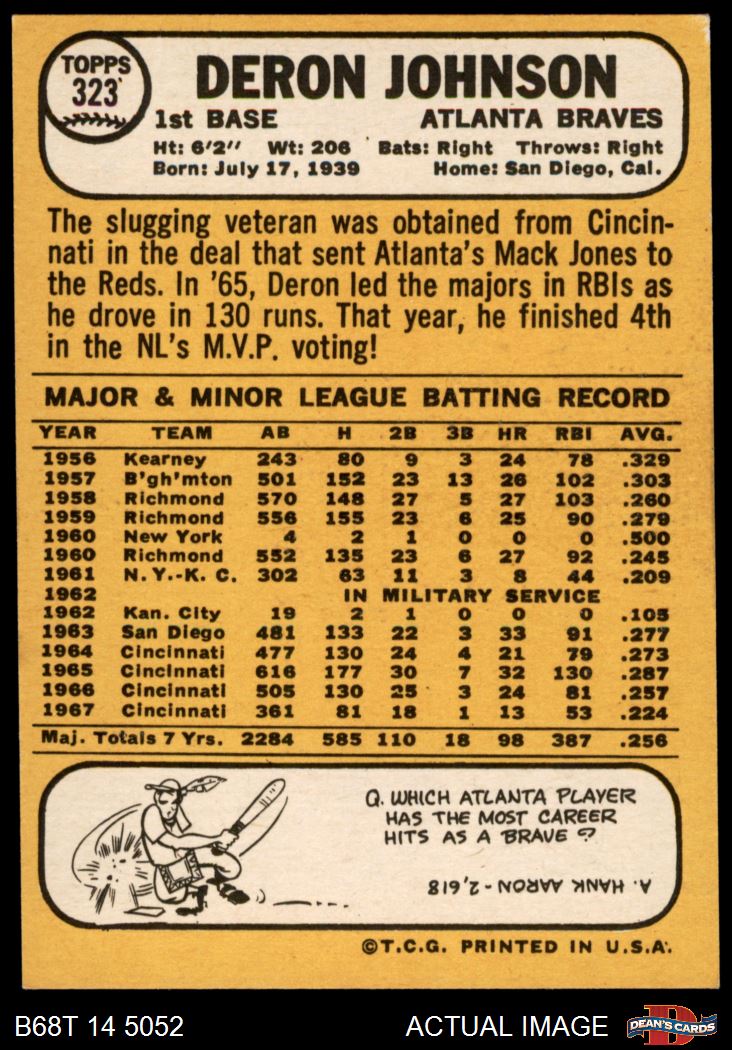 TOPPS
323
DERON JOHNSON
1st BASE ATLANTA BRAVES
Ht: 6'2" Wt: 206 Bats: Right Throws: Right
Born: July 17, 1939 Home: San Diego, Cal.
The slugging veteran was obtained from Cincin-
nati in the deal that sent Atlanta's Mack Jones to
the Reds. In '65, Deron led the majors in RBIs as
he drove in 130 runs. That year, he finished 4th
in the NL's M.V.P. voting!
MAJOR & MINOR LEAGUE BATTING RECORD
YEAR TEAM AB H 2B 3B HR RBI AVG.
1956 Kearney 243 80 9 3 24 78 .329
1957 B'gh'mton 501 152 23 13 26 102 .303
1958 Richmond 570 148 27 5 27 103 .260
1959 Richmond 556 155 23 6 25 90 .279
1960 New York 4 2 1 0 0 0 .500
1960 Richmond 552 135 23 6 27 92 .245
1961 N. Y.-K. C. 302 63 11 3 8 44 .209
1962 IN MILITARY SERVICE
1962 Kan. City 19 2 1 0 0 0 .105
1963 San Diego 481 133 22 3 33 91 .277
1964 Cincinnati 477 130 24 4 21 79 .273
1965 Cincinnati 616 177 30 7 32 130 .287
1966 Cincinnati 505 130 25 3 24 81 .257
1967 Cincinnati 361 81 18 1 13 53 .224
Maj. Totals 7 Yrs. 2284 585 110 18 98 387 .256
Q. WHICH ATLANTA PLAYER
HAS THE MOST CAREER
HITS AS A BRAVE?
A. HANK AARON - 2,618
©T.C.G. PRINTED IN U.S.A.
B68T 14 5052 ACTUAL IMAGE DEAN'S CARDS